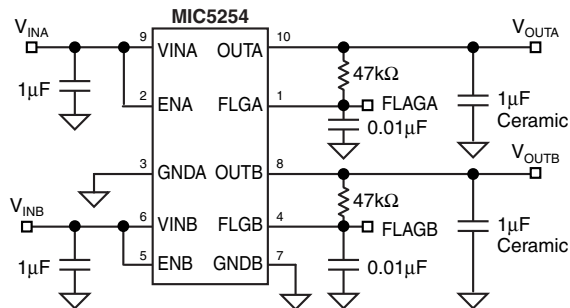 MIC5254
VINA
9
VINA
OUTA
10
VOUTA
1µF
47kΩ
2
ENA
FLGA
1
FLAGA
1µF
Ceramic
0.01µF
3
GNDA
OUTB
8
VOUTB
VINB
6
VINB
FLGB
4
47kΩ
FLAGB
1µF
Ceramic
1µF
5
ENB
GNDB
7
0.01µF